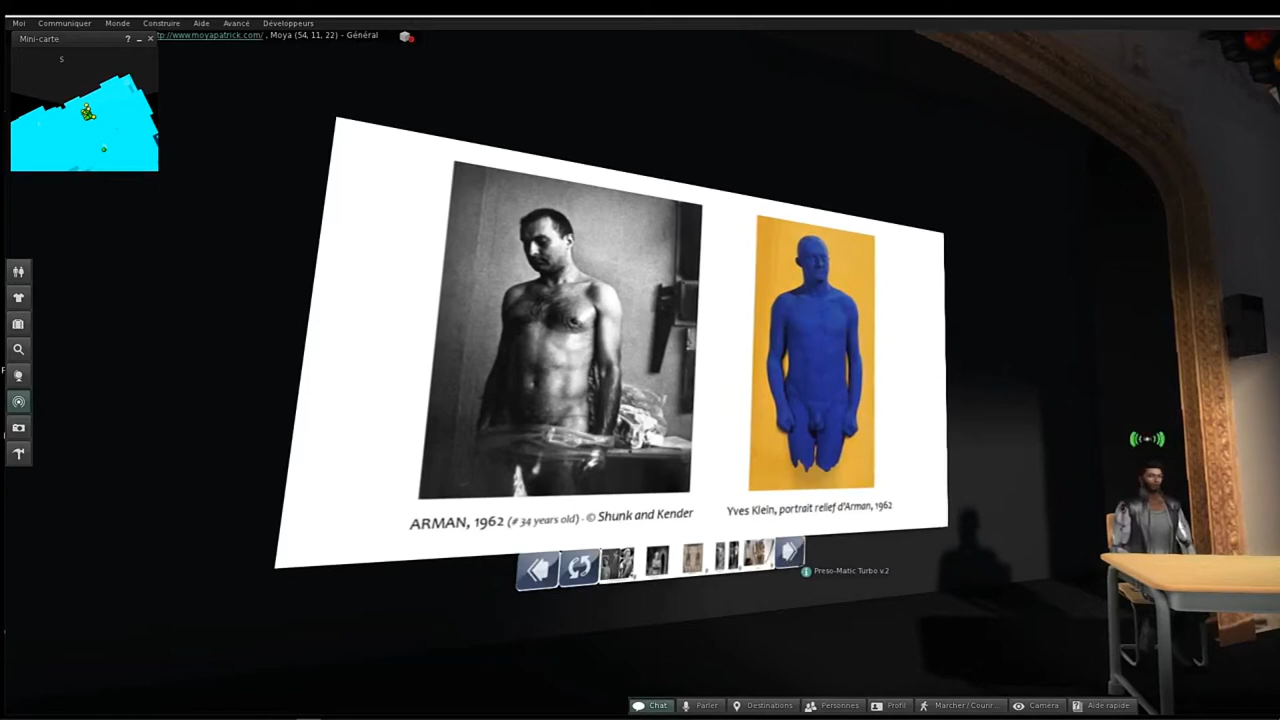 Moi Communiquer Monde Construire Aide Avancé Développeurs
Mini-carte ? _ ×
ttp://www.moyapatrick.com/ , Moya (54, 11, 22) - Général
S
ARMAN, 1962 (# 34 years old) - © Shunk and Kender
Yves Klein, portrait relief d'Arman, 1962
Preso-Matic Turbo v.2
Chat Parler Destinations Personnes Profil Marcher / Courir... Caméra Aide rapide